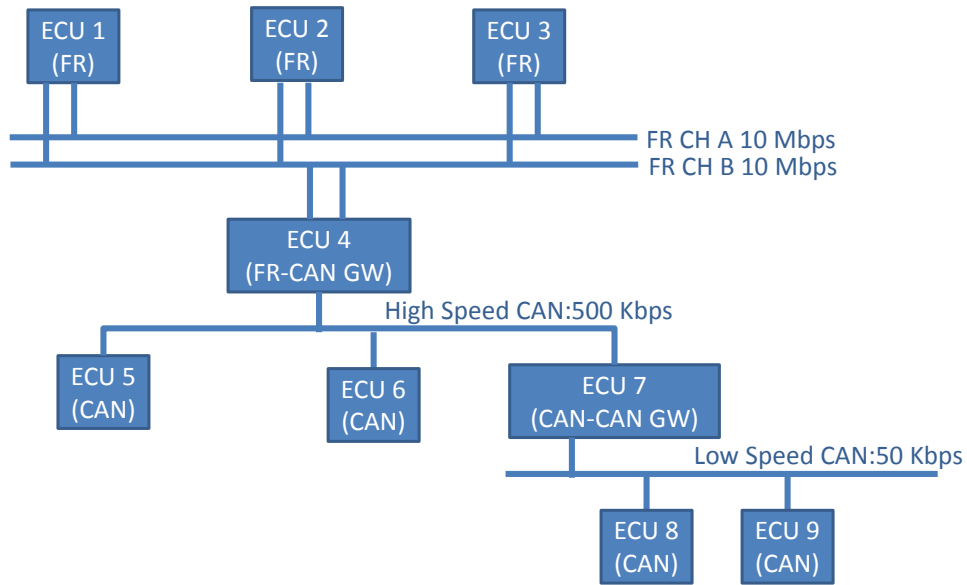 ECU 1
(FR)
ECU 2
(FR)
ECU 3
(FR)
FR CH A 10 Mbps
FR CH B 10 Mbps
ECU 4
(FR-CAN GW)
High Speed CAN:500 Kbps
ECU 5
(CAN)
ECU 6
(CAN)
ECU 7
(CAN-CAN GW)
Low Speed CAN:50 Kbps
ECU 8
(CAN)
ECU 9
(CAN)